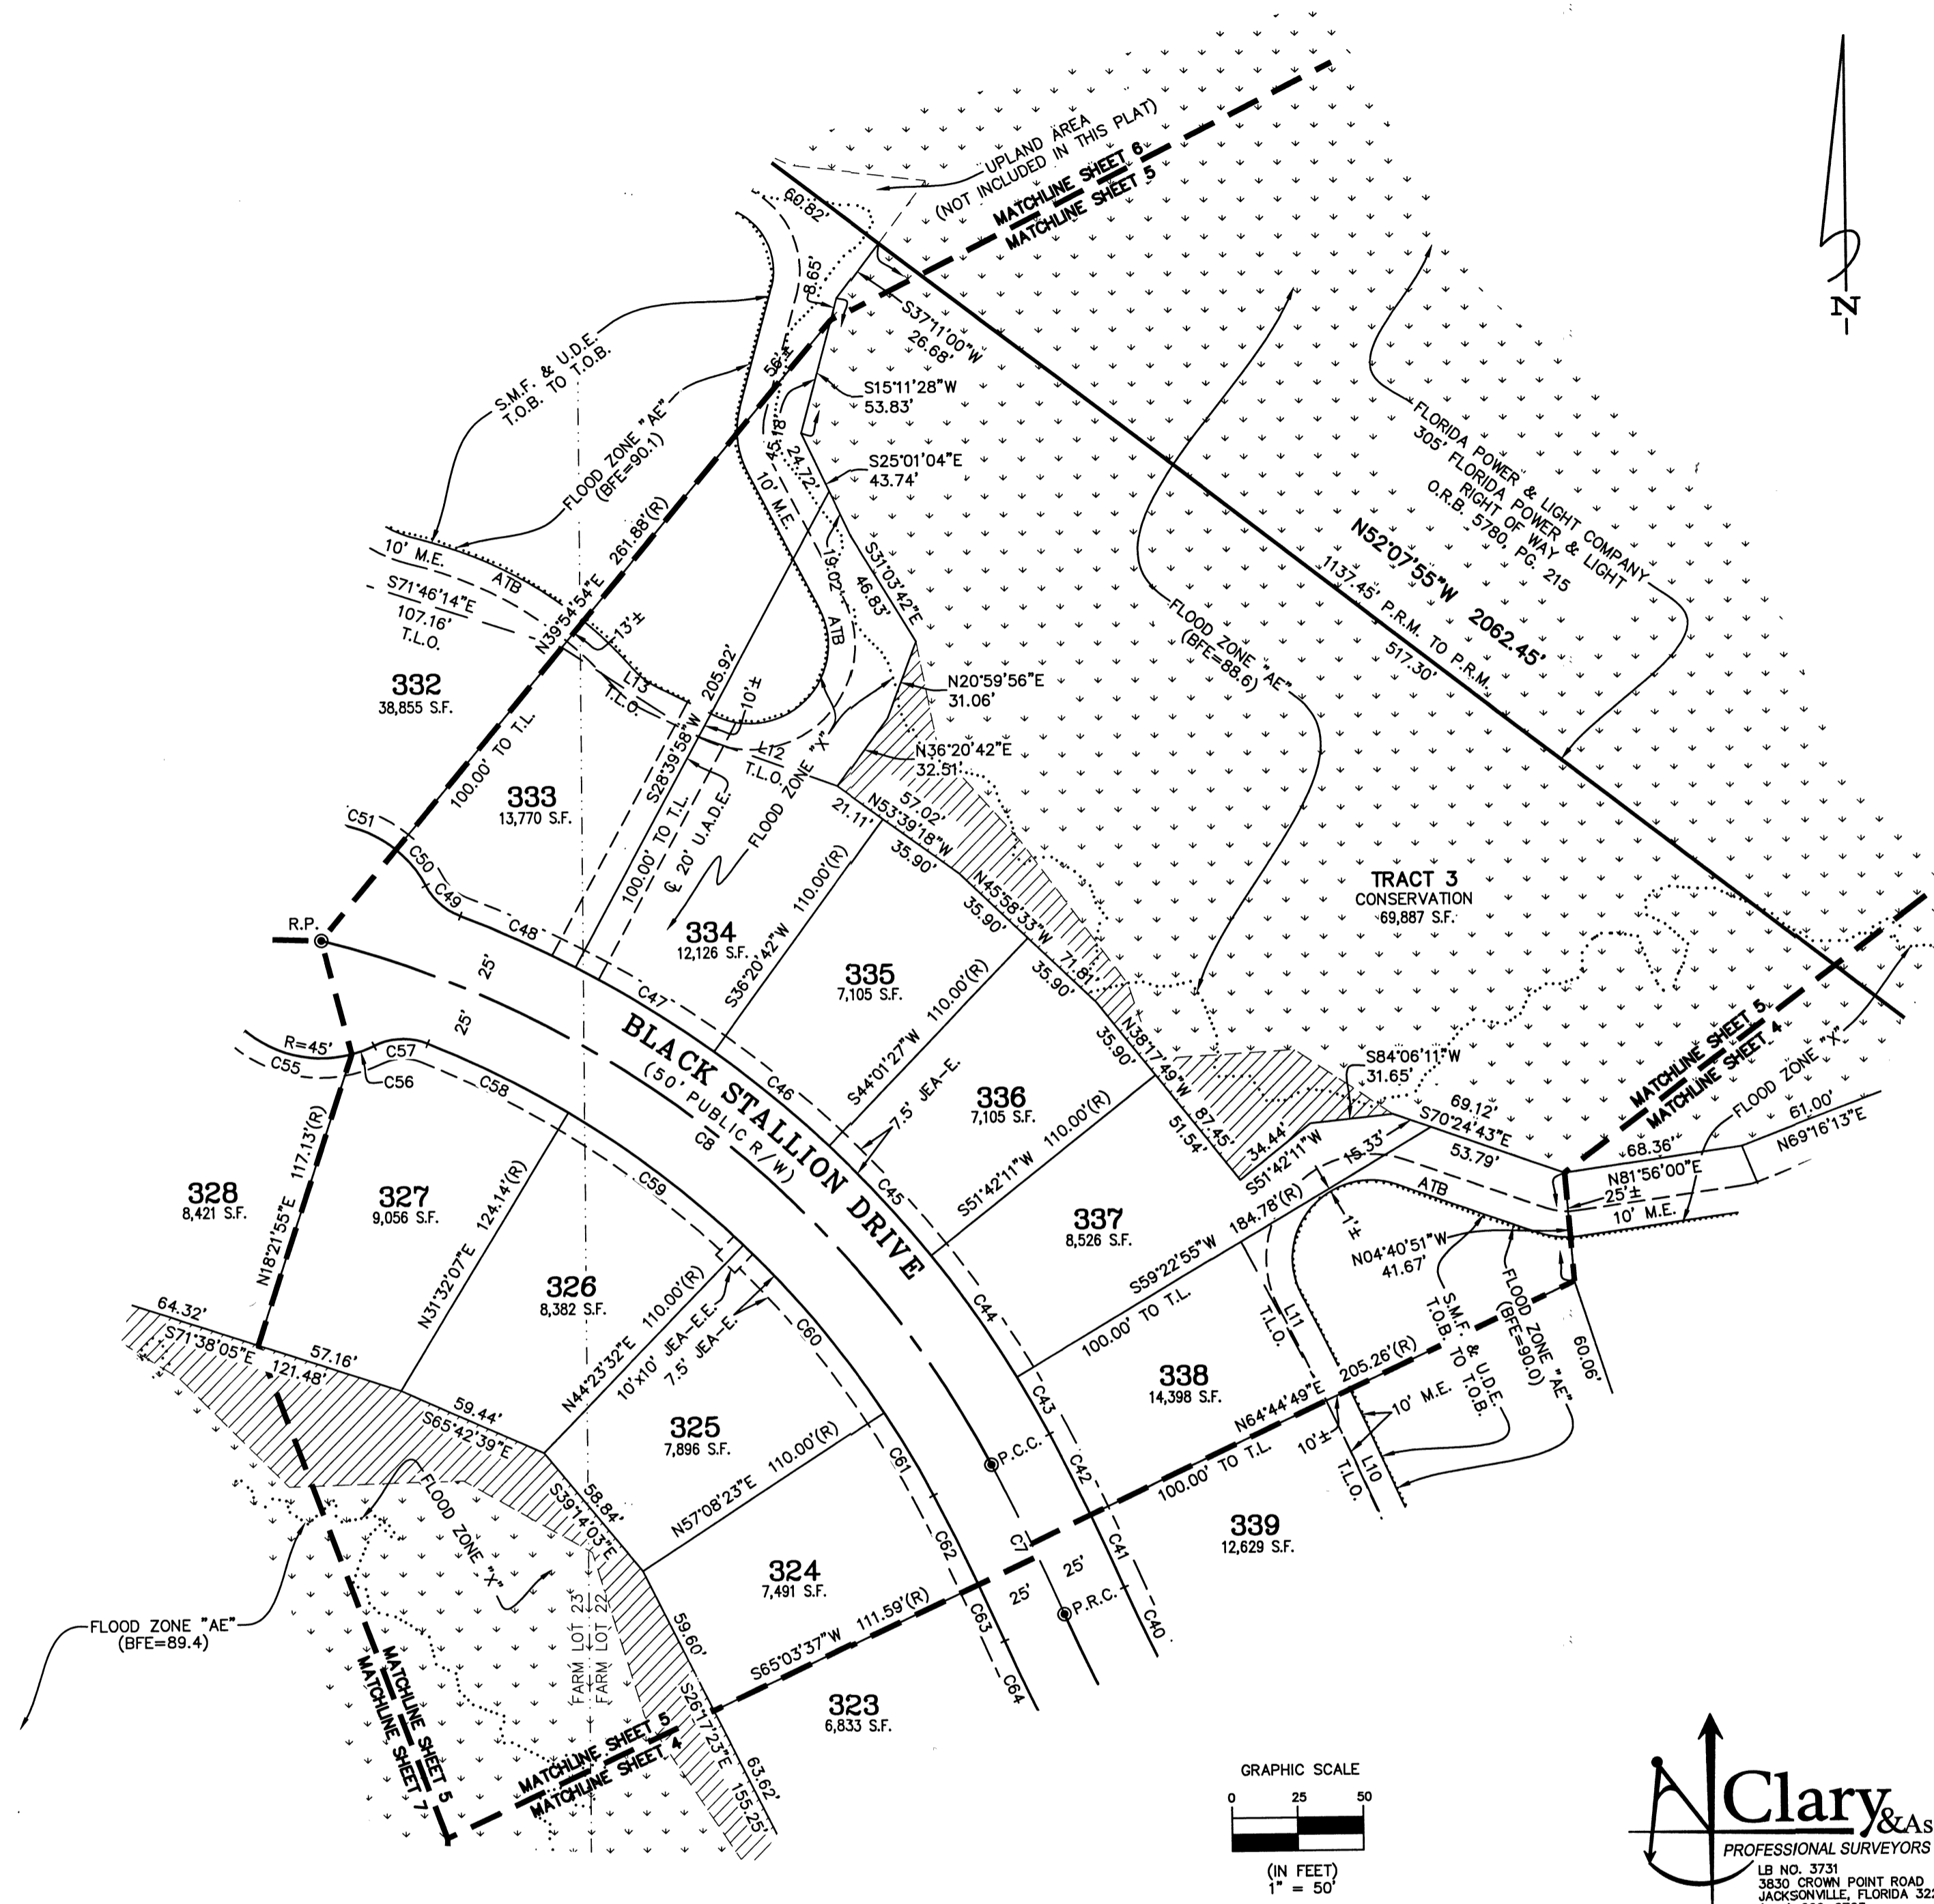 UPLAND AREA
(NOT INCLUDED IN THIS PLAT)
MATCHLINE SHEET 6
MATCHLINE SHEET 5
60.82'
8.65'
S37°11'00"W
26.68'
N
S.M.F. & U.D.E.
T.O.B. TO T.O.B.
56'±
S15°11'28"W
53.83'
FLOOD ZONE "AE"
(BFE=90.1)
45.18'
24.72'
S25°01'04"E
43.74'
10' M.E.
FLORIDA POWER & LIGHT COMPANY
305' FLORIDA POWER & LIGHT
RIGHT OF WAY
O.R.B. 5780, PG. 215
N52°07'55"W 2062.45'
1137.45' P.R.M. TO P.R.M.
517.30'
10' M.E.
ATB
S71°46'14"E
107.16'
T.L.O.
N39°54'54"E 261.88'(R)
13'±
19.02'
ATB
S31°03'42"E
46.83'
FLOOD ZONE "AE"
(BFE=88.6)
332
38,855 S.F.
L13
T.L.O.
205.92'
10'±
N20°59'56"E
31.06'
100.00' TO T.L.
S28°39'58"W
L12
T.L.O.
N36°20'42"E
32.51'
333
13,770 S.F.
100.00' TO T.L.
℄ 20' U.A.D.E.
FLOOD ZONE "X"
21.11'
57.02'
N53°39'18"W
35.90'
C51
C50
C49
C48
334
12,126 S.F.
S36°20'42"W 110.00'(R)
TRACT 3
CONSERVATION
69,887 S.F.
N45°58'33"W
35.90'
71.81'
35.90'
R.P.
25'
25'
335
7,105 S.F.
C47
S44°01'27"W 110.00'(R)
N38°17'49"W
35.90'
87.45'
51.54'
BLACK STALLION DRIVE
(50' PUBLIC R/W)
C8
C46
7.5' JEA-E.
336
7,105 S.F.
S84°06'11"W
31.65'
MATCHLINE SHEET 5
MATCHLINE SHEET 4
FLOOD ZONE "X"
R=45'
C55
C57
C56
C58
S51°42'11"W 110.00'(R)
34.44'
S51°42'11"W
15.33'
69.12'
S70°24'43"E
53.79'
68.36'
N81°56'00"E
61.00'
N69°16'13"E
25'±
10' M.E.
C59
C45
328
8,421 S.F.
N18°21'55"E 117.13'(R)
327
9,056 S.F.
N31°32'07"E 124.14'(R)
337
8,526 S.F.
S59°22'55"W 184.78'(R)
100.00' TO T.L.
1'±
ATB
N04°40'51"W
41.67'
S.M.F. & U.D.E.
T.O.B. TO T.O.B.
FLOOD ZONE "AE"
(BFE=90.0)
60.06'
326
8,382 S.F.
64.32'
S71°38'05"E
57.16'
121.48'
N44°23'32"E 110.00'(R)
10'x10' JEA-E.E.
7.5' JEA-E.
C60
C44
L11
T.L.O.
338
14,398 S.F.
59.44'
S65°42'39"E
325
7,896 S.F.
C43
N64°44'49"E 205.26'(R)
10' M.E.
10'±
100.00' TO T.L.
L10
T.L.O.
P.C.C.
C42
C61
FLOOD ZONE "X"
58.84'
S39°14'03"E
N57°08'23"E 110.00'(R)
339
12,629 S.F.
C62
C7
C41
25'
25'
P.R.C.
C40
324
7,491 S.F.
FLOOD ZONE "AE"
(BFE=89.4)
FARM LOT 23
FARM LOT 22
59.60'
S65°03'37"W 111.59'(R)
C63
C64
MATCHLINE SHEET 5
MATCHLINE SHEET 7
323
6,833 S.F.
MATCHLINE SHEET 5
MATCHLINE SHEET 4
S26°17'23"E
155.25'
63.62'
GRAPHIC SCALE
0 25 50
(IN FEET)
1" = 50'
Clary & As
PROFESSIONAL SURVEYORS
LB NO. 3731
3830 CROWN POINT ROAD
JACKSONVILLE, FLORIDA 322